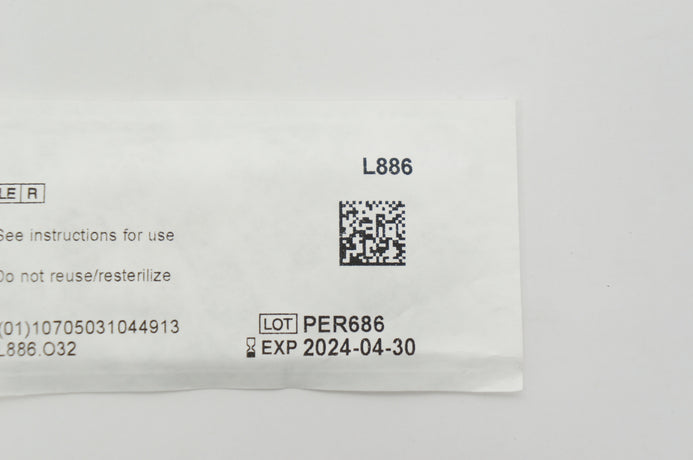 L886
LE R
See instructions for use
Do not reuse/resterilize
(01)10705031044913
L886.O32
LOT PER686
EXP 2024-04-30